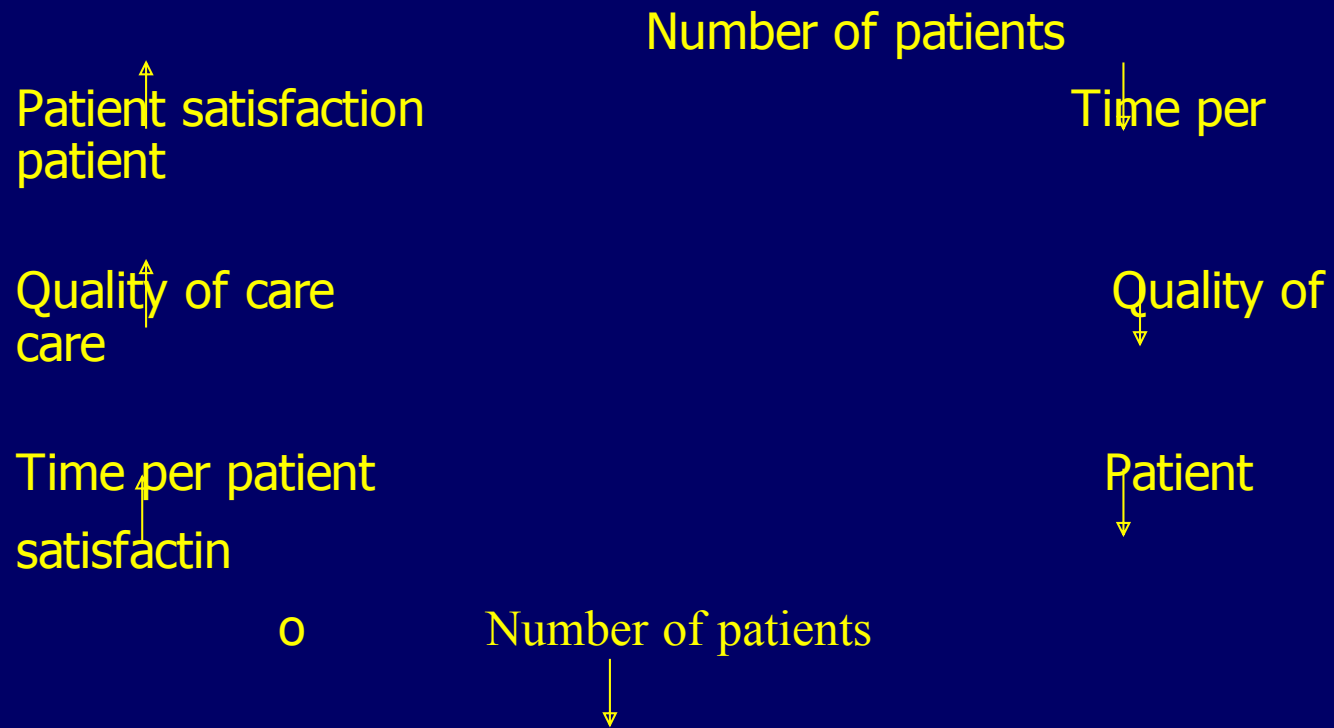 Number of patients
Patient satisfaction Time per
patient
Quality of care Quality of
care
Time per patient Patient
satisfactin
o Number of patients